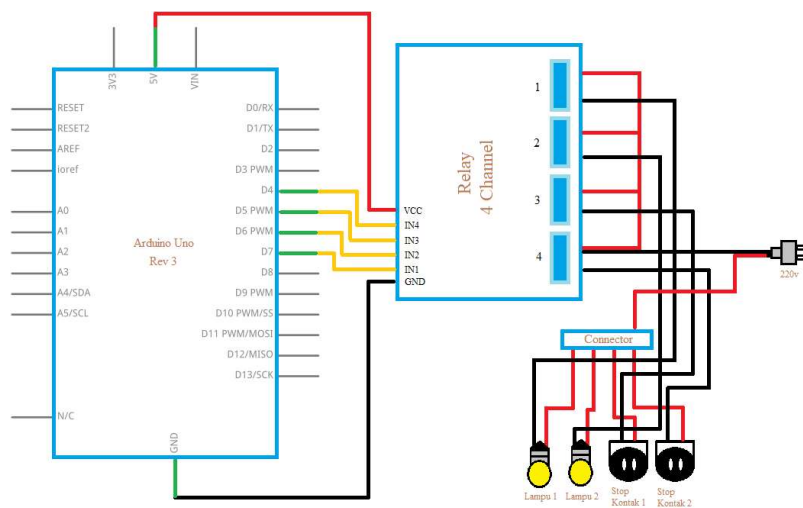 3V3
5V
VIN
RESET
RESET2
AREF
ioref
A0
A1
A2
A3
A4/SDA
A5/SCL
N/C
Arduino Uno
Rev 3
D0/RX
D1/TX
D2
D3 PWM
D4
D5 PWM
D6 PWM
D7
D8
D9 PWM
D10 PWM/SS
D11 PWM/MOSI
D12/MISO
D13/SCK
GND
VCC
IN4
IN3
IN2
IN1
GND
Relay
4 Channel
1
2
3
4
220v
Connector
Lampu 1
Lampu 2
Stop
Kontak 1
Stop
Kontak 2